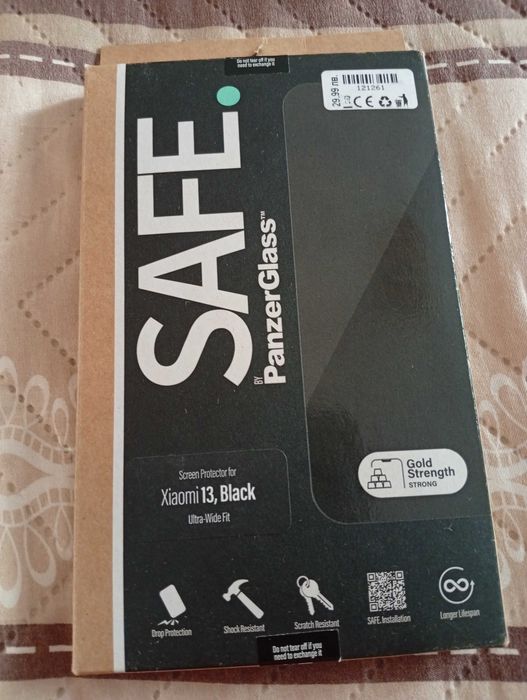 Do not tear off if you
need to exchange it
29.99 лв.
121261
CE
SAFE.
BY PanzerGlass™
Gold
Strength
STRONG
Screen Protector for
Xiaomi 13, Black
Ultra-Wide Fit
Drop Protection
Shock Resistant
Scratch Resistant
SAFE. Installation
Longer Lifespan
Do not tear off if you
need to exchange it